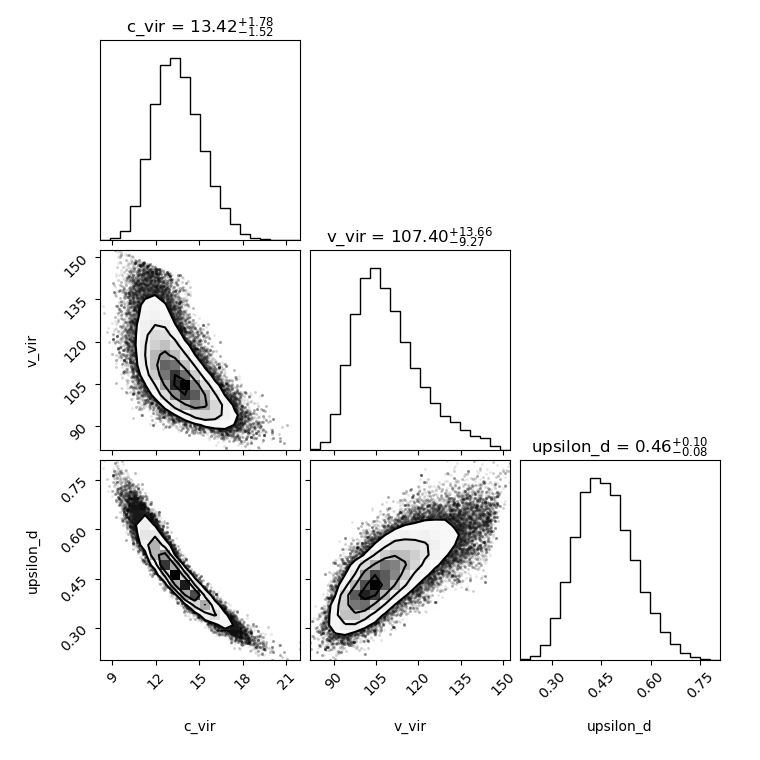 c_vir = 13.42+1.78−1.52
v_vir = 107.40+13.66−9.27
150
135
120
105
90
v_vir
upsilon_d = 0.46+0.10−0.08
0.75
0.60
0.45
0.30
upsilon_d
9 12 15 18 21
90 105 120 135 150
0.30 0.45 0.60 0.75
c_vir v_vir upsilon_d